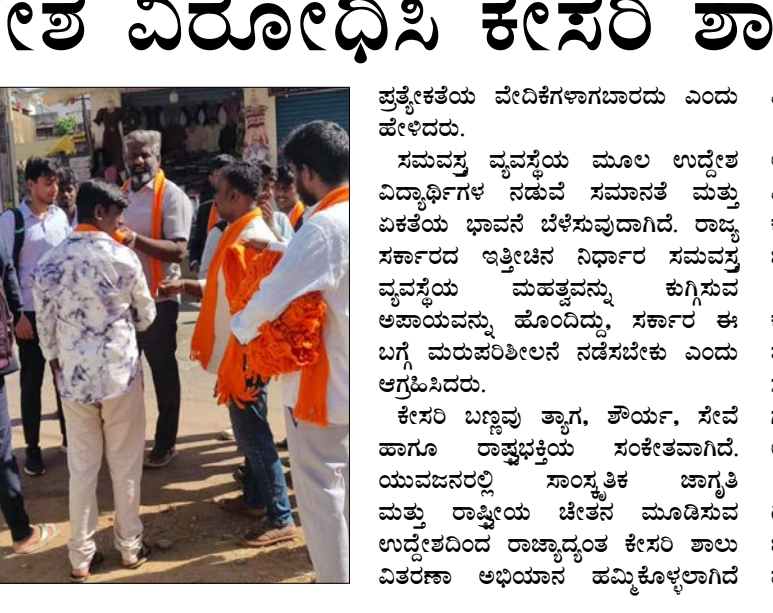 ವಿರೋಧಿಸಿ ಕೇಸರಿ
ಪ್ರತ್ಯೇಕತೆಯ ವೇದಿಕೆಗಳಾಗಬಾರದು ಎಂದು
ಹೇಳಿದರು.
ಸಮವಸ್ತ್ರ ವ್ಯವಸ್ಥೆಯ ಮೂಲ ಉದ್ದೇಶ
ವಿದ್ಯಾರ್ಥಿಗಳ ನಡುವೆ ಸಮಾನತೆ ಮತ್ತು
ಏಕತೆಯ ಭಾವನೆ ಬೆಳೆಸುವುದಾಗಿದೆ. ರಾಜ್ಯ
ಸರ್ಕಾರದ ಇತ್ತೀಚಿನ ನಿರ್ಧಾರ ಸಮವಸ್ತ್ರ
ವ್ಯವಸ್ಥೆಯ ಮಹತ್ವವನ್ನು ಕುಗ್ಗಿಸುವ
ಅಪಾಯವನ್ನು ಹೊಂದಿದ್ದು, ಸರ್ಕಾರ ಈ
ಬಗ್ಗೆ ಮರುಪರಿಶೀಲನೆ ನಡೆಸಬೇಕು ಎಂದು
ಆಗ್ರಹಿಸಿದರು.
ಕೇಸರಿ ಬಣ್ಣವು ತ್ಯಾಗ, ಶೌರ್ಯ, ಸೇವೆ
ಹಾಗೂ ರಾಷ್ಟ್ರಭಕ್ತಿಯ ಸಂಕೇತವಾಗಿದೆ.
ಯುವಜನರಲ್ಲಿ ಸಾಂಸ್ಕೃತಿಕ ಜಾಗೃತಿ
ಮತ್ತು ರಾಷ್ಟ್ರೀಯ ಚೇತನ ಮೂಡಿಸುವ
ಉದ್ದೇಶದಿಂದ ರಾಜ್ಯಾದ್ಯಂತ ಕೇಸರಿ ಶಾಲು
ವಿತರಣಾ ಅಭಿಯಾನ ಹಮ್ಮಿಕೊಳ್ಳಲಾಗಿದೆ